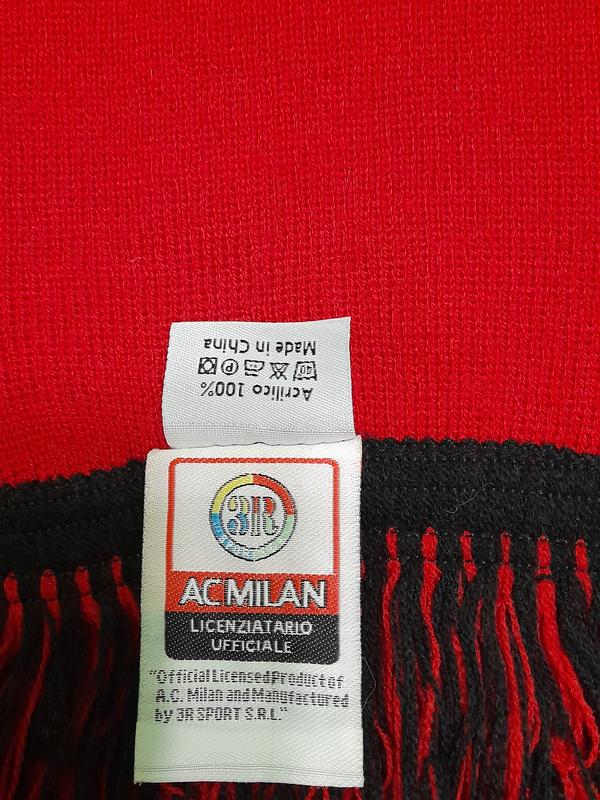 Acrilico 100%
40°
P
Made in China
3R
AC MILAN
LICENZIATARIO
UFFICIALE
"Official Licensed Product of
A.C. Milan and Manufactured
by 3R SPORT S.R.L."